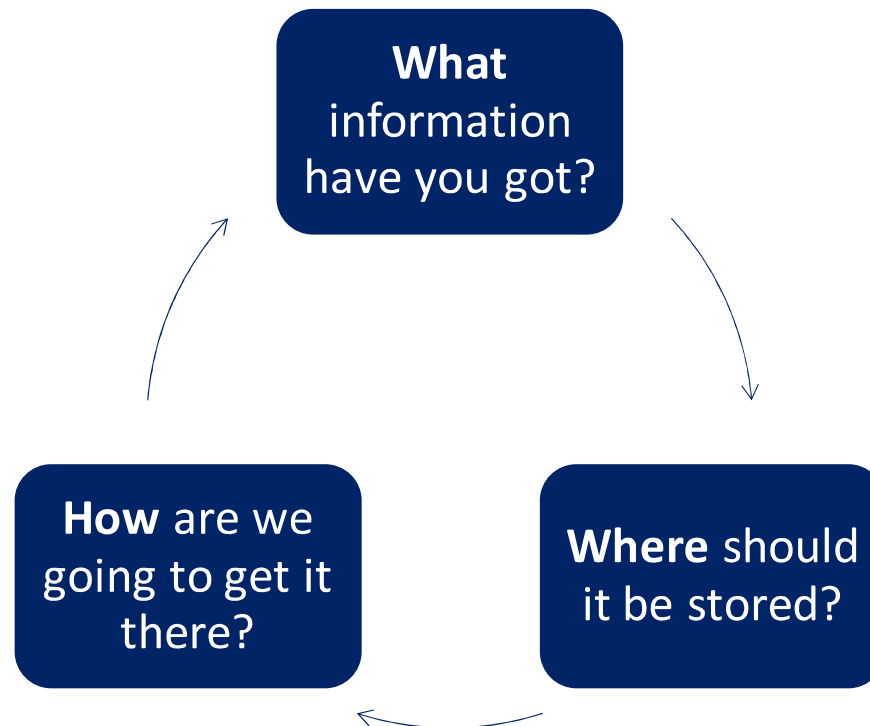 What
information
have you got?
Where should
it be stored?
How are we
going to get it
there?